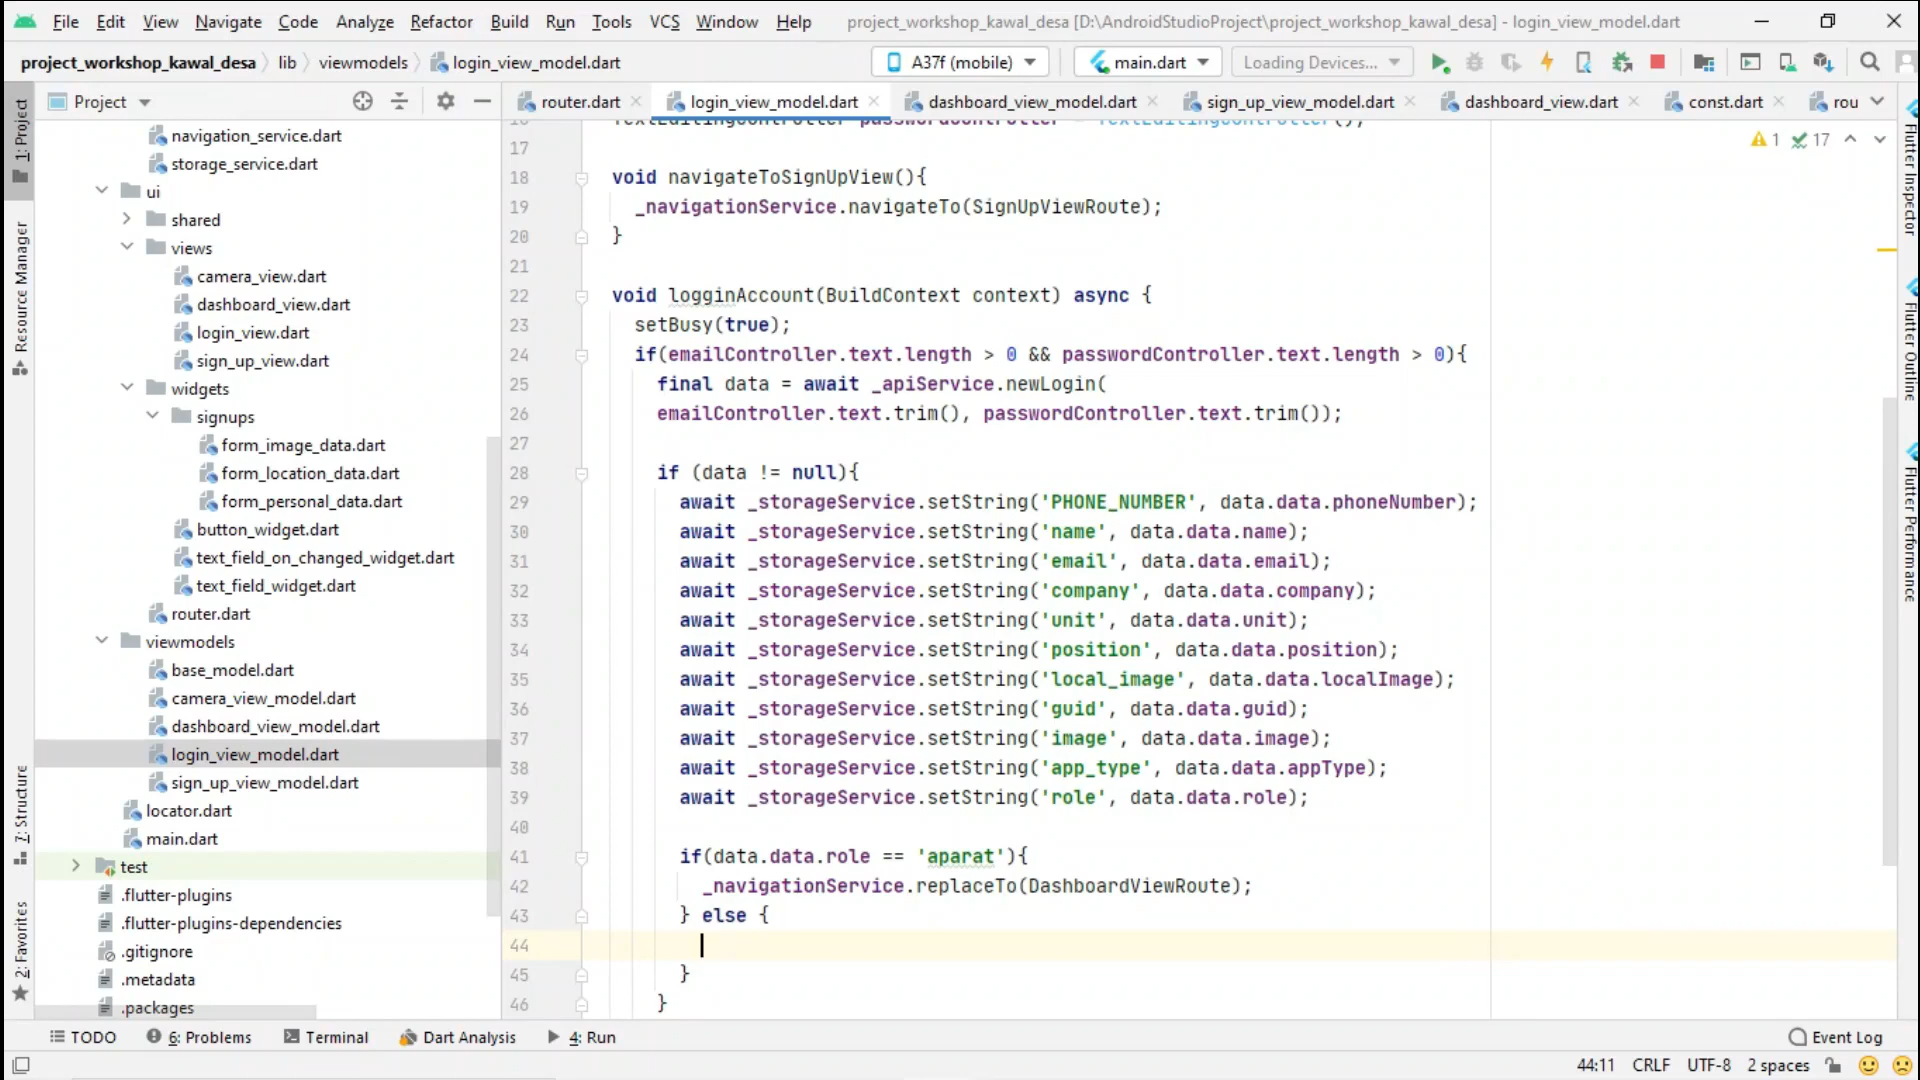 File Edit View Navigate Code Analyze Refactor Build Run Tools VCS Window Help project_workshop_kawal_desa [D:\AndroidStudioProject\project_workshop_kawal_desa] - login_view_model.dart
project_workshop_kawal_desa lib viewmodels login_view_model.dart A37f (mobile) main.dart Loading Devices...
Project router.dart login_view_model.dart dashboard_view_model.dart sign_up_view_model.dart dashboard_view.dart const.dart rou
1: Project
Resource Manager
7: Structure
2: Favorites
navigation_service.dart
storage_service.dart
ui
shared
views
camera_view.dart
dashboard_view.dart
login_view.dart
sign_up_view.dart
widgets
signups
form_image_data.dart
form_location_data.dart
form_personal_data.dart
button_widget.dart
text_field_on_changed_widget.dart
text_field_widget.dart
router.dart
viewmodels
base_model.dart
camera_view_model.dart
dashboard_view_model.dart
login_view_model.dart
sign_up_view_model.dart
locator.dart
main.dart
test
.flutter-plugins
.flutter-plugins-dependencies
.gitignore
.metadata
.packages
1 17
16 TextEditingController passwordController = TextEditingController();
17
18 void navigateToSignUpView(){
19 _navigationService.navigateTo(SignUpViewRoute);
20 }
21
22 void logginAccount(BuildContext context) async {
23 setBusy(true);
24 if(emailController.text.length > 0 && passwordController.text.length > 0){
25 final data = await _apiService.newLogin(
26 emailController.text.trim(), passwordController.text.trim());
27
28 if (data != null){
29 await _storageService.setString('PHONE_NUMBER', data.data.phoneNumber);
30 await _storageService.setString('name', data.data.name);
31 await _storageService.setString('email', data.data.email);
32 await _storageService.setString('company', data.data.company);
33 await _storageService.setString('unit', data.data.unit);
34 await _storageService.setString('position', data.data.position);
35 await _storageService.setString('local_image', data.data.localImage);
36 await _storageService.setString('guid', data.data.guid);
37 await _storageService.setString('image', data.data.image);
38 await _storageService.setString('app_type', data.data.appType);
39 await _storageService.setString('role', data.data.role);
40
41 if(data.data.role == 'aparat'){
42 _navigationService.replaceTo(DashboardViewRoute);
43 } else {
44
45 }
46 }
Flutter Inspector
Flutter Outline
Flutter Performance
TODO 6: Problems Terminal Dart Analysis 4: Run Event Log
44:11 CRLF UTF-8 2 spaces